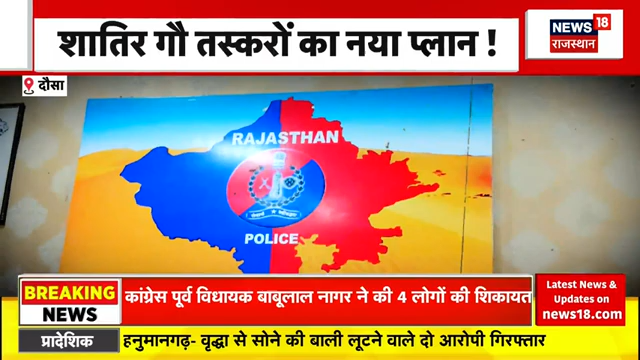 शातिर गौ तस्करों का नया प्लान !
NEWS 18
राजस्थान
दौसा
RAJASTHAN
POLICE
BREAKING
NEWS
कांग्रेस पूर्व विधायक बाबूलाल नागर ने की 4 लोगों की शिकायत
Latest News &
Updates on
news18.com
प्रादेशिक
हनुमानगढ़- वृद्धा से सोने की बाली लूटने वाले दो आरोपी गिरफ्तार